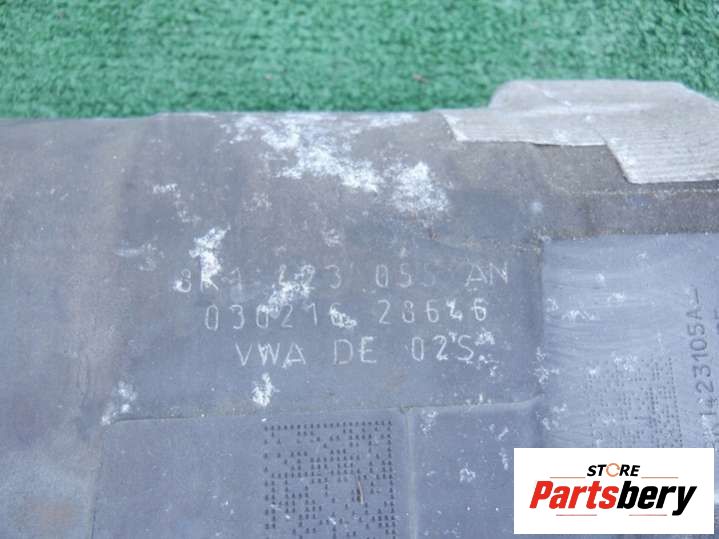 8K1 423 055 AN
030216 28646
VWA DE 02S
1423105A
STORE
Partsbery